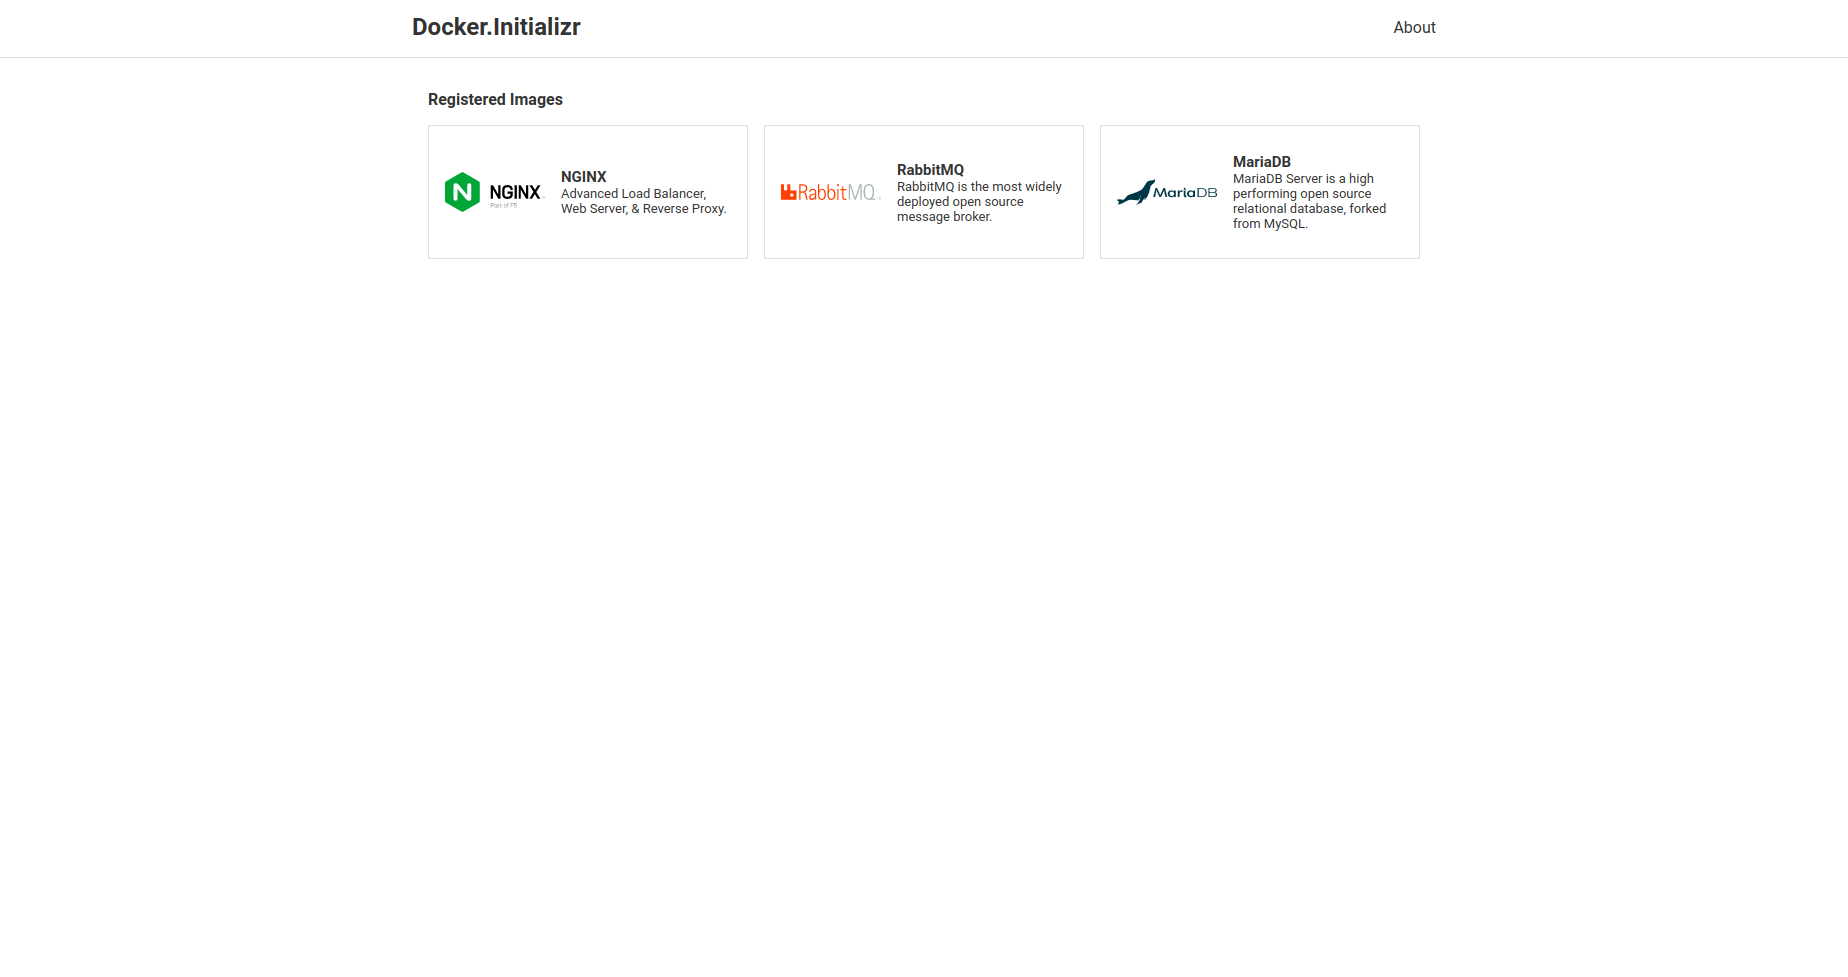 Docker.Initializr
About
Registered Images
NGINX
Part of F5
NGINX
Advanced Load Balancer,
Web Server, & Reverse Proxy.
RabbitMQ
RabbitMQ
RabbitMQ is the most widely
deployed open source
message broker.
MariaDB
MariaDB
MariaDB Server is a high
performing open source
relational database, forked
from MySQL.